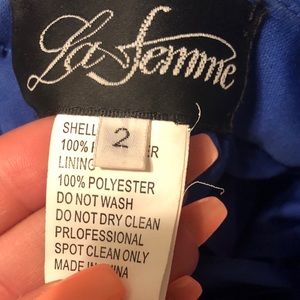 La Femme
2
SHELL
100%
LINING
100% POLYESTER
DO NOT WASH
DO NOT DRY CLEAN
PRLOFESSIONAL
SPOT CLEAN ONLY
MADE IN CHINA